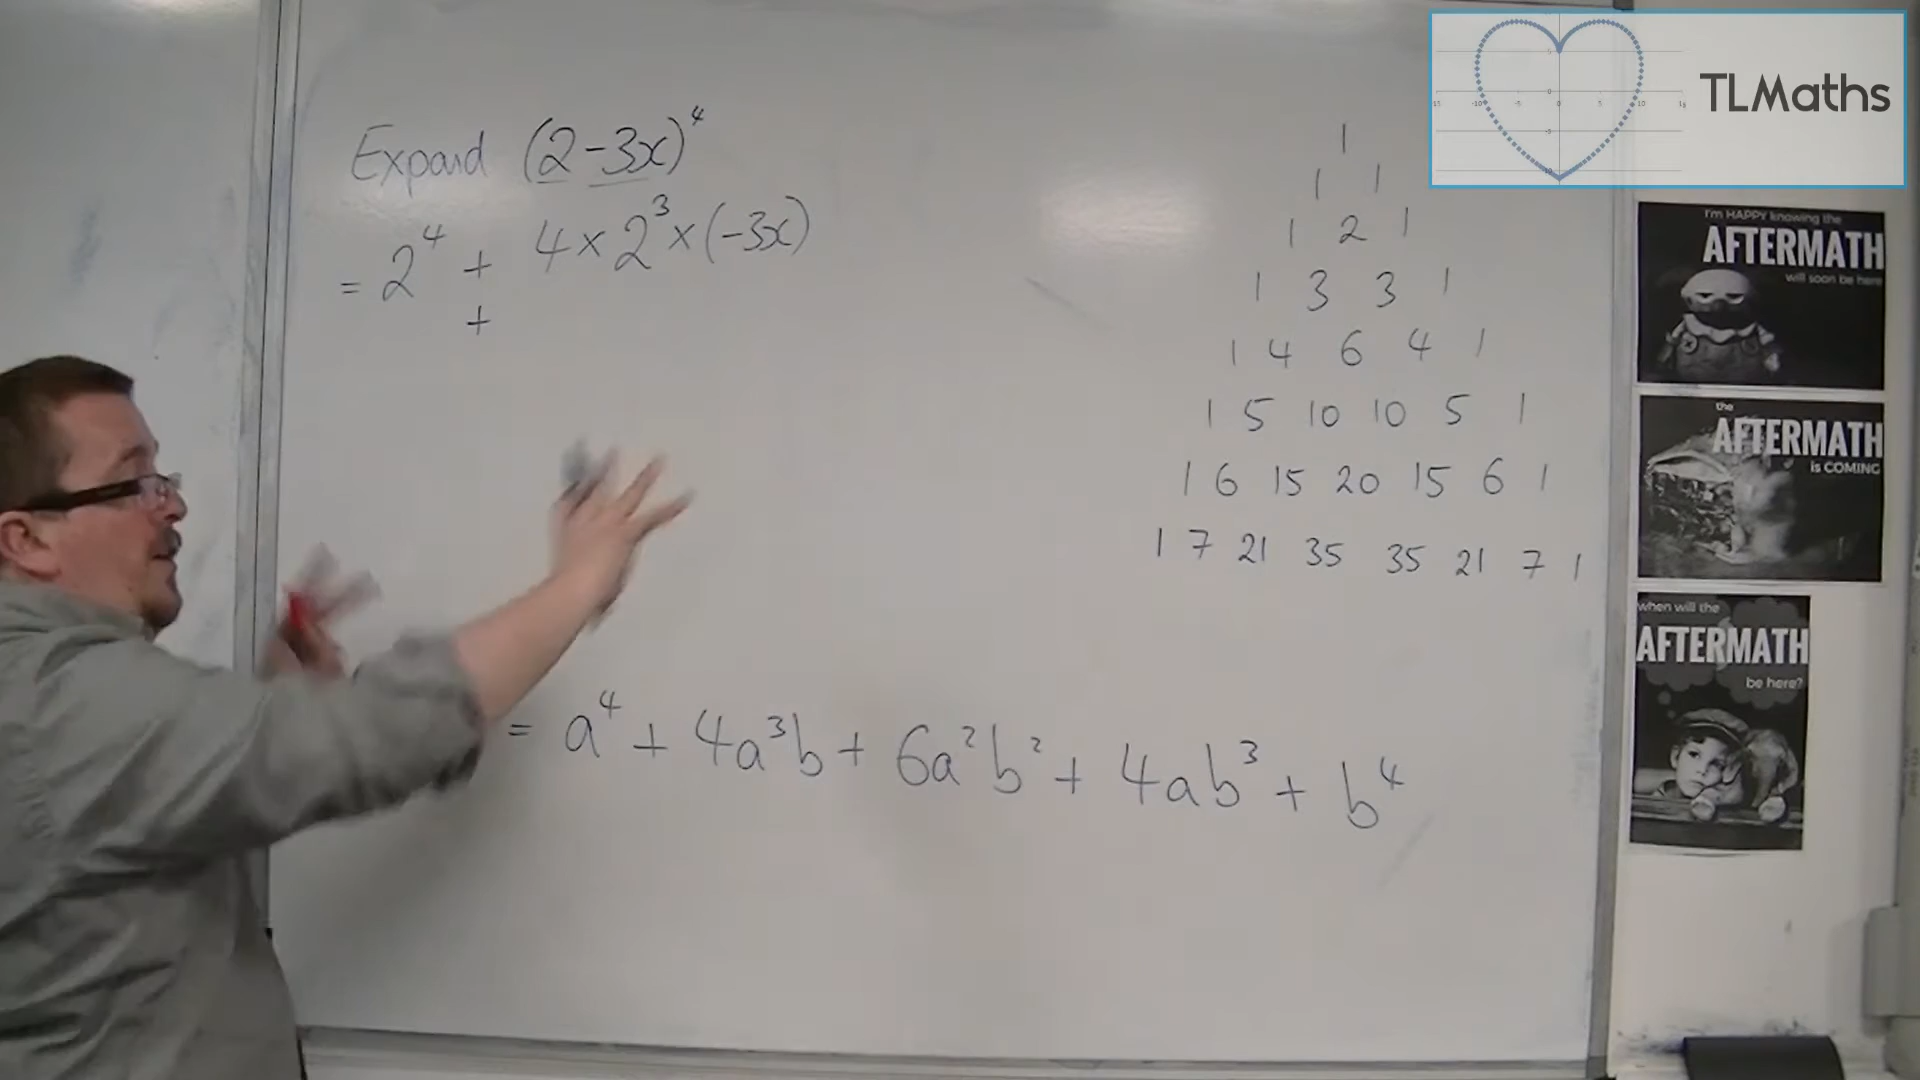 TLMaths
Expand (2-3x)⁴
= 2⁴ + 4×2³×(-3x)
+
1
1 1
1 2 1
1 3 3 1
1 4 6 4 1
1 5 10 10 5 1
1 6 15 20 15 6 1
1 7 21 35 35 21 7 1
= a⁴ + 4a³b + 6a²b² + 4ab³ + b⁴
I'm HAPPY knowing the
AFTERMATH
will soon be here
the
AFTERMATH
is COMING
when will the
AFTERMATH
be here?